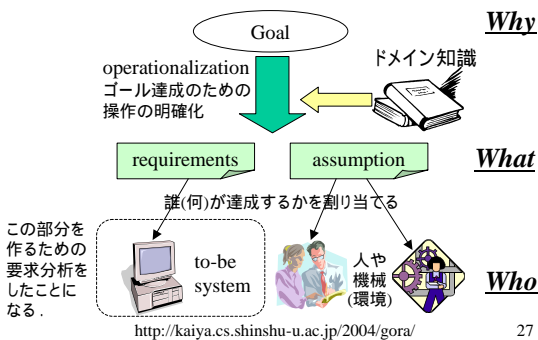 Goal
Why
operationalization
ゴール達成のための
操作の明確化
ドメイン知識
requirements
assumption
What
誰(何)が達成するかを割り当てる
この部分を
作るための
要求分析を
したことに
なる.
to-be
system
人や
機械
(環境)
Who
http://kaiya.cs.shinshu-u.ac.jp/2004/gora/
27